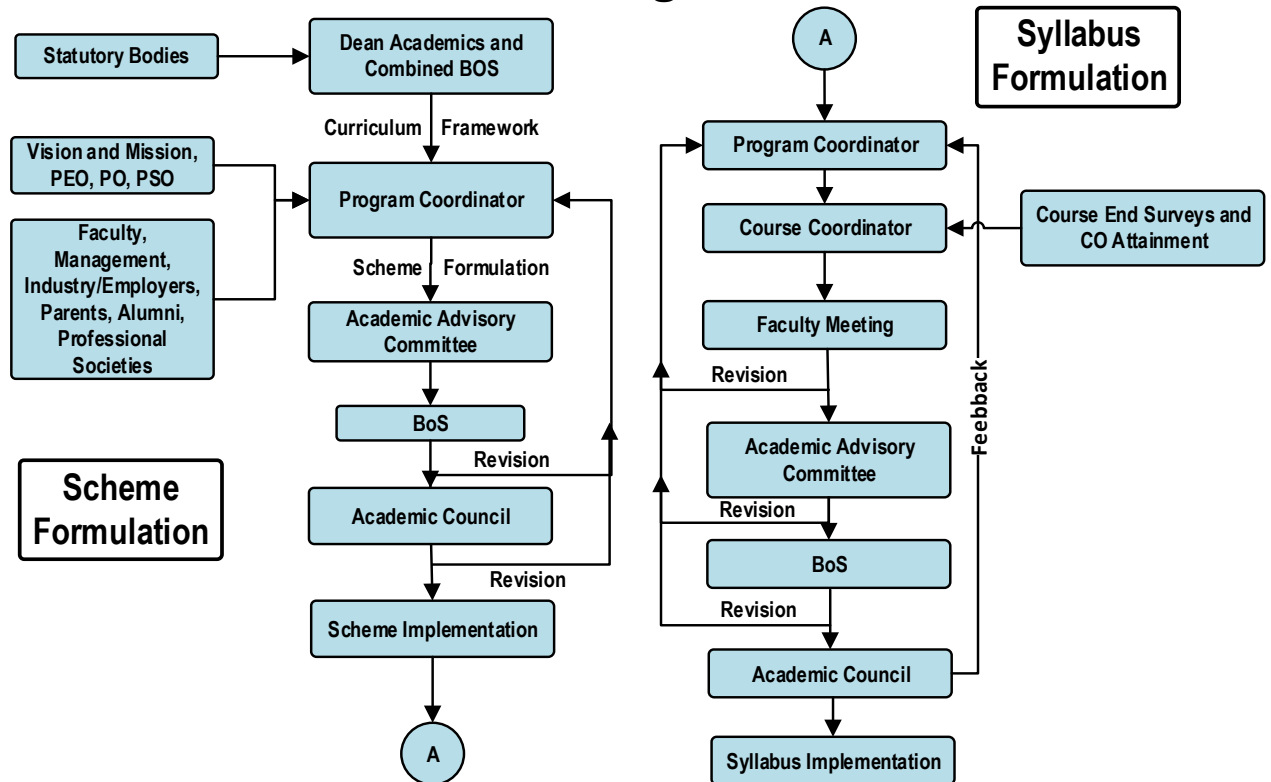 Statutory Bodies
Dean Academics and
Combined BOS
Curriculum Framework
Vision and Mission,
PEO, PO, PSO
Program Coordinator
Faculty,
Management,
Industry/Employers,
Parents, Alumni,
Professional
Societies
Scheme Formulation
Academic Advisory
Committee
BoS
Revision
Scheme
Formulation
Academic Council
Revision
Scheme Implementation
A
A
Syllabus
Formulation
Program Coordinator
Course Coordinator
Course End Surveys and
CO Attainment
Faculty Meeting
Revision
Feebback
Academic Advisory
Committee
Revision
BoS
Revision
Academic Council
Syllabus Implementation